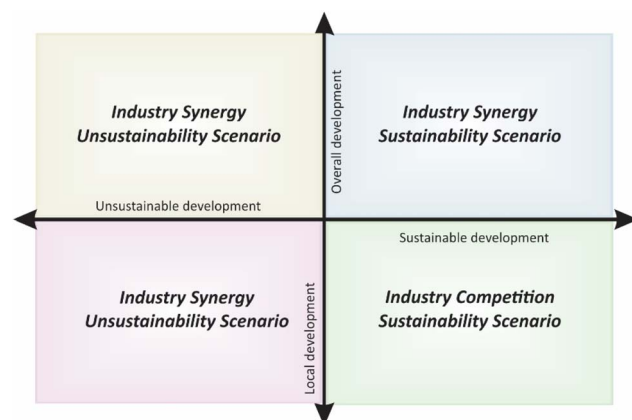 Industry Synergy
Unsustainability Scenario
Industry Synergy
Sustainability Scenario
Overall development
Unsustainable development
Sustainable development
Industry Synergy
Unsustainability Scenario
Local development
Industry Competition
Sustainability Scenario